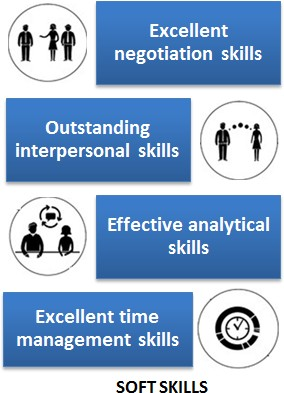 Excellent
negotiation skills
Outstanding
interpersonal skills
Effective analytical
skills
Excellent time
management skills
SOFT SKILLS